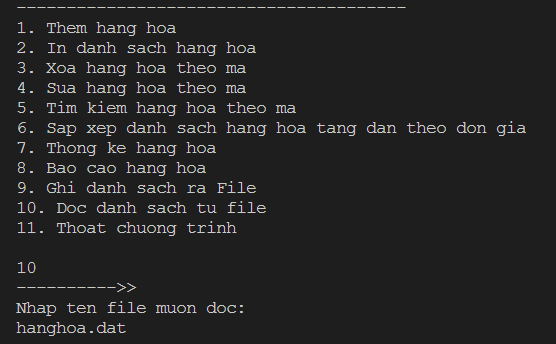 ---------------------------------------
1. Them hang hoa
2. In danh sach hang hoa
3. Xoa hang hoa theo ma
4. Sua hang hoa theo ma
5. Tim kiem hang hoa theo ma
6. Sap xep danh sach hang hoa tang dan theo don gia
7. Thong ke hang hoa
8. Bao cao hang hoa
9. Ghi danh sach ra File
10. Doc danh sach tu file
11. Thoat chuong trinh
10
---------->>
Nhap ten file muon doc:
hanghoa.dat